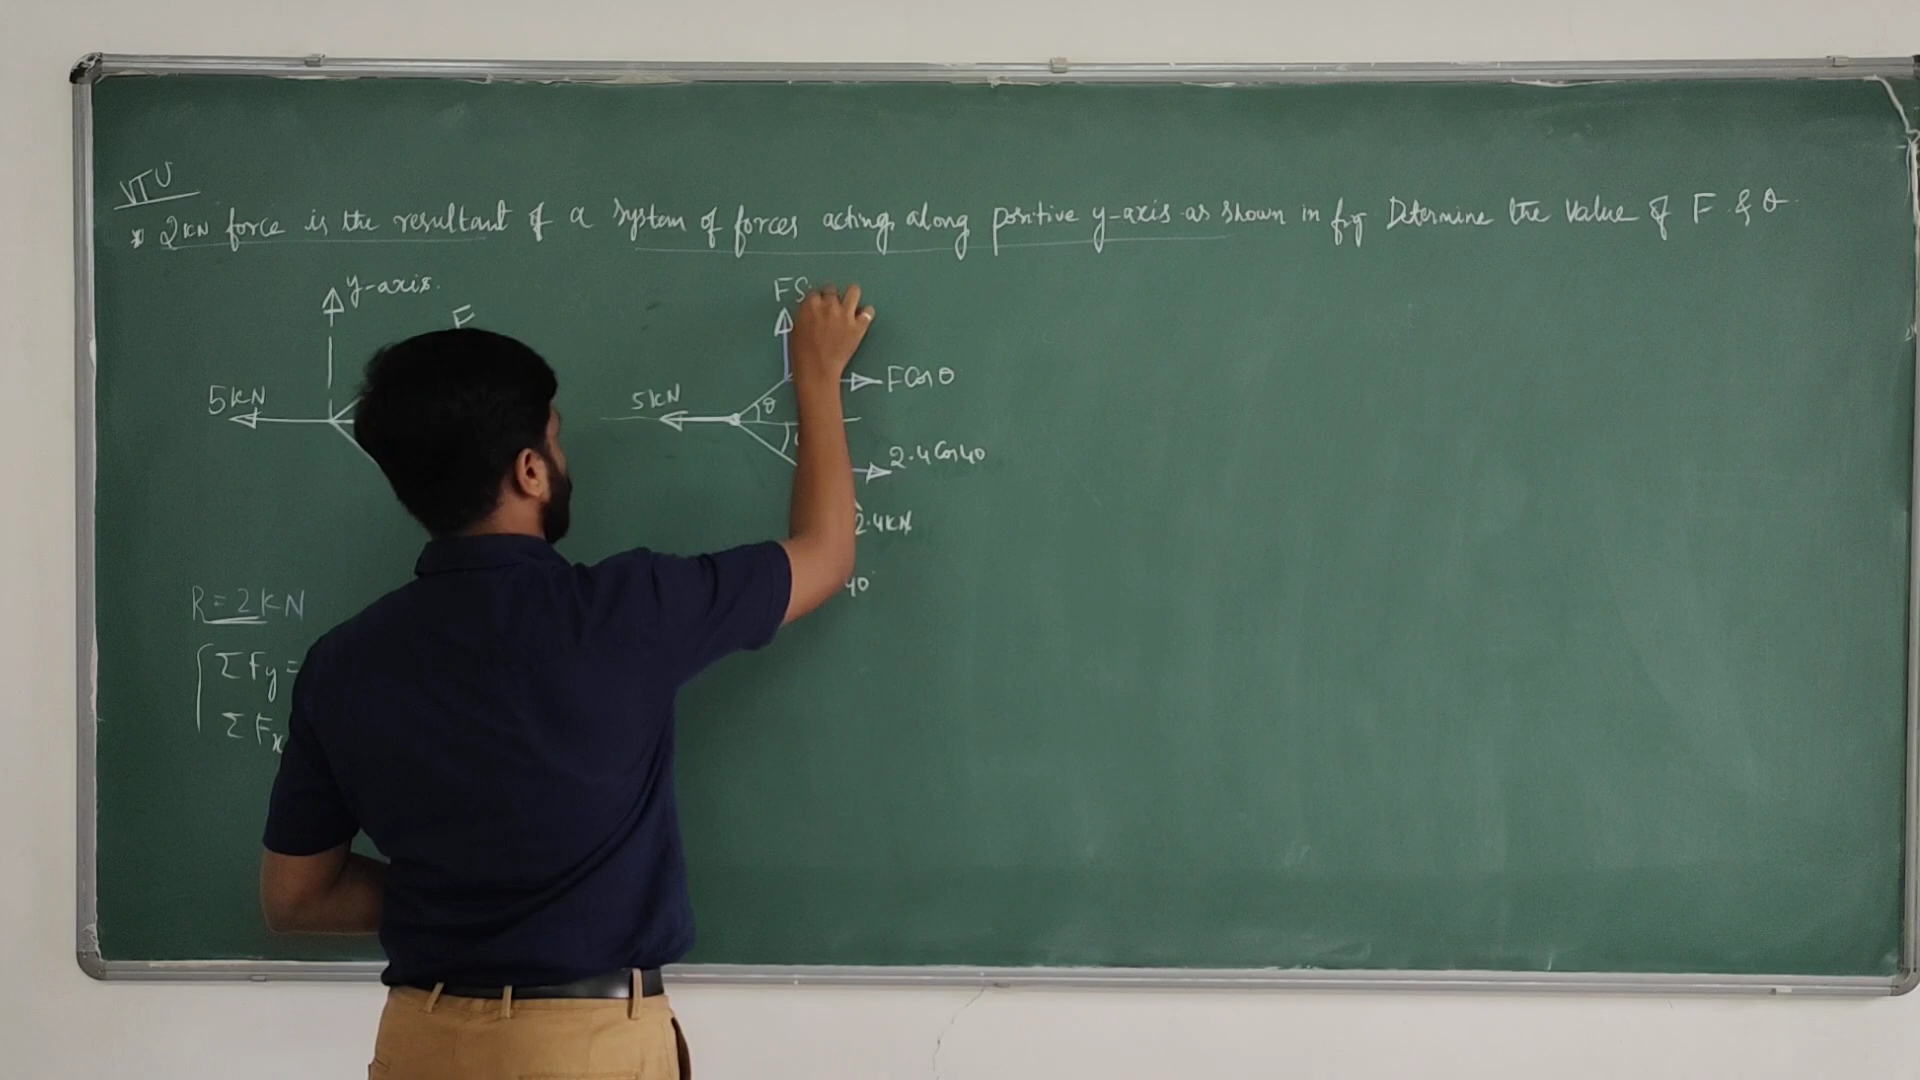 VTU
* 2KN force is the resultant of a system of forces acting along positive y-axis as shown in fig Determine the value of F & θ.
y-axis.
F
5KN
FS
FCosθ
5KN
θ
2.4Cos40
2.4KN
40
R = 2KN
ΣFy =
ΣFx